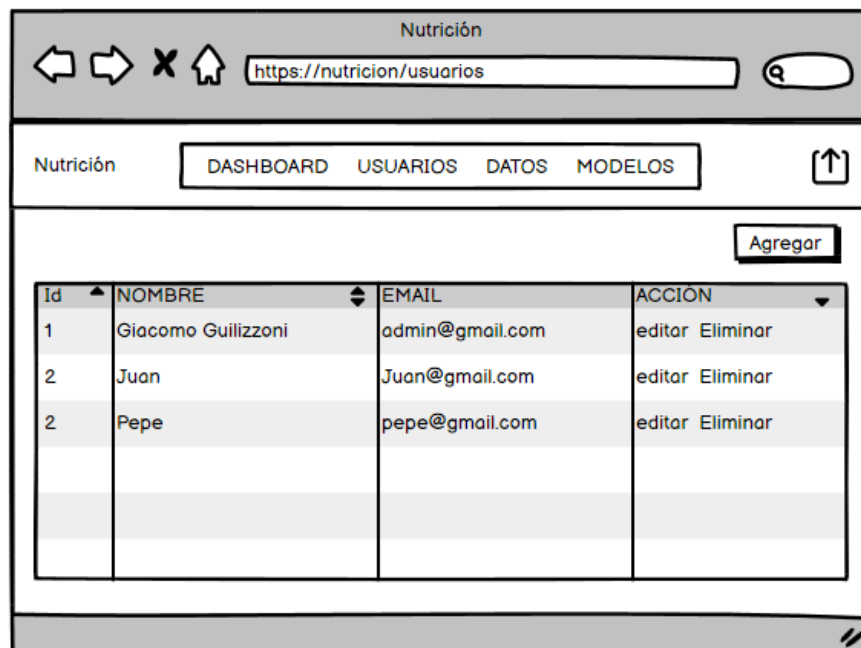 Nutrición
https://nutricion/usuarios
Nutrición
DASHBOARD USUARIOS DATOS MODELOS
Agregar
Id NOMBRE EMAIL ACCIÓN
1 Giacomo Guilizzoni admin@gmail.com editar Eliminar
2 Juan Juan@gmail.com editar Eliminar
2 Pepe pepe@gmail.com editar Eliminar